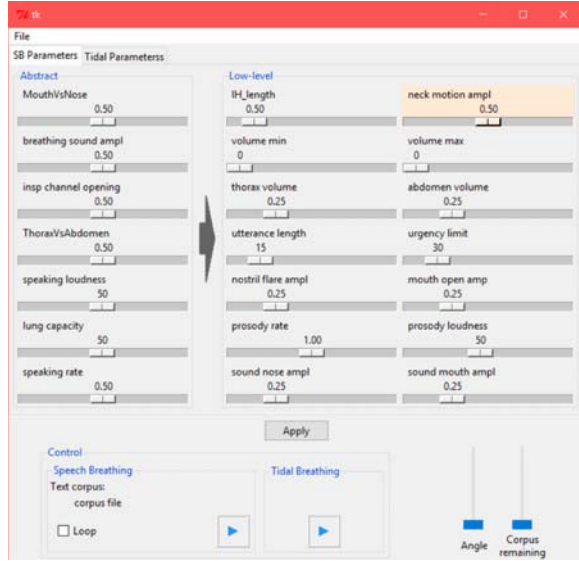 tk
File
SB Parameters Tidal Parameterss
Abstract
MouthVsNose
0.50
breathing sound ampl
0.50
insp channel opening
0.50
ThoraxVsAbdomen
0.50
speaking loudness
50
lung capacity
50
speaking rate
0.50
Low-level
IH_length
0.50
neck motion ampl
0.50
volume min
0
volume max
0
thorax volume
0.25
abdomen volume
0.25
utterance length
15
urgency limit
30
nostril flare ampl
0.25
mouth open amp
0.25
prosody rate
1.00
prosody loudness
50
sound nose ampl
0.25
sound mouth ampl
0.25
Apply
Control
Speech Breathing
Text corpus:
corpus file
Loop
Tidal Breathing
Angle
Corpus
remaining